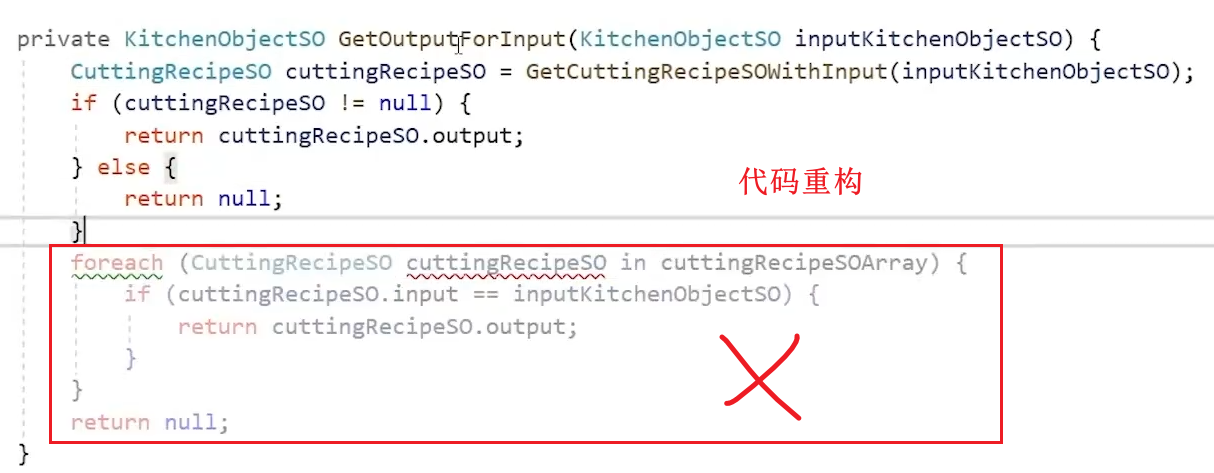 private KitchenObjectSO GetOutputForInput(KitchenObjectSO inputKitchenObjectSO) {
CuttingRecipeSO cuttingRecipeSO = GetCuttingRecipeSOWithInput(inputKitchenObjectSO);
if (cuttingRecipeSO != null) {
return cuttingRecipeSO.output;
} else {
代码重构
return null;
}
foreach (CuttingRecipeSO cuttingRecipeSO in cuttingRecipeSOArray) {
if (cuttingRecipeSO.input == inputKitchenObjectSO) {
return cuttingRecipeSO.output;
}
}
return null;
}